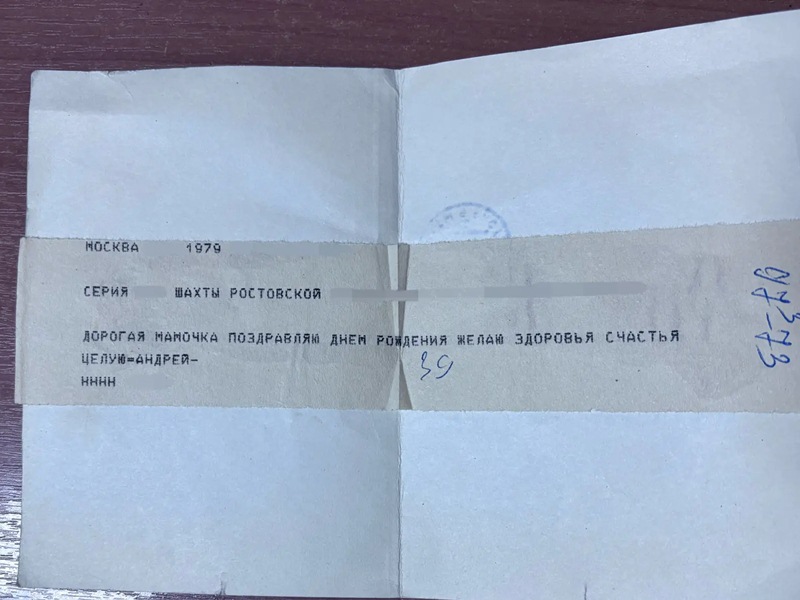 МОСКВА 1979
СЕРИЯ ШАХТЫ РОСТОВСКОЙ
ДОРОГАЯ МАМОЧКА ПОЗДРАВЛЯЮ ДНЕМ РОЖДЕНИЯ ЖЕЛАЮ ЗДОРОВЬЯ СЧАСТЬЯ
ЦЕЛУЮ=АНДРЕЙ-
НННН